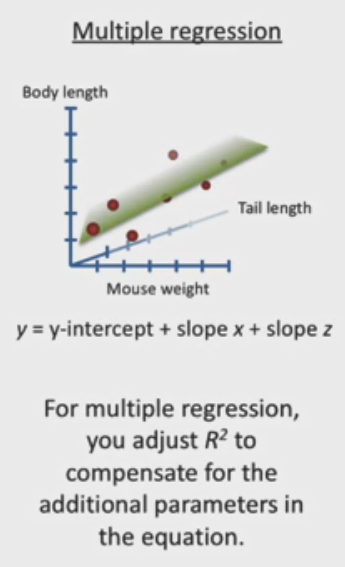 Multiple regression
Body length
Tail length
Mouse weight
y = y-intercept + slope x + slope z
For multiple regression,
you adjust R² to
compensate for the
additional parameters in
the equation.